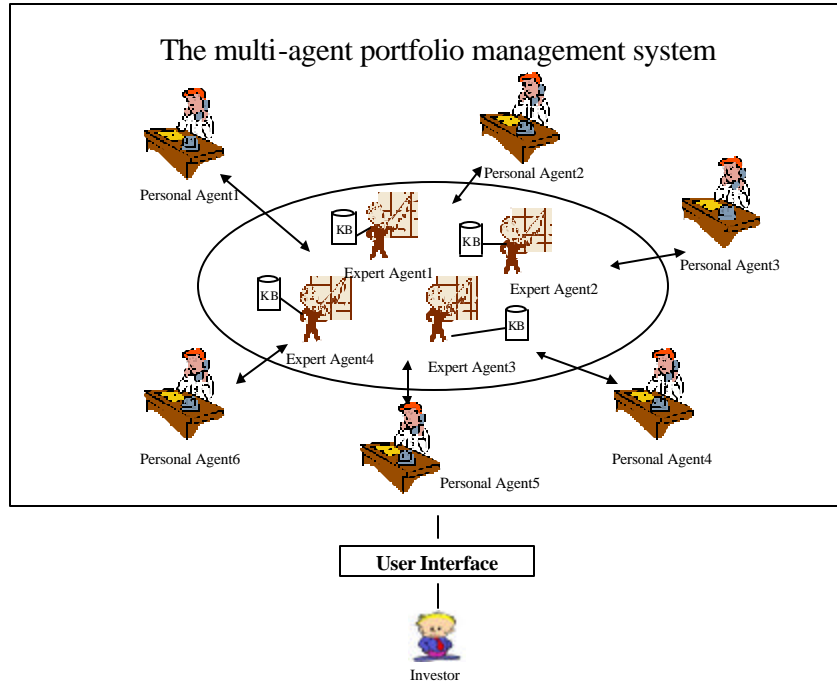 The multi-agent portfolio management system
Personal Agent1
Personal Agent2
Personal Agent3
KB
Expert Agent1
KB
Expert Agent2
KB
Expert Agent4
KB
Expert Agent3
Personal Agent6
Personal Agent5
Personal Agent4
User Interface
Investor